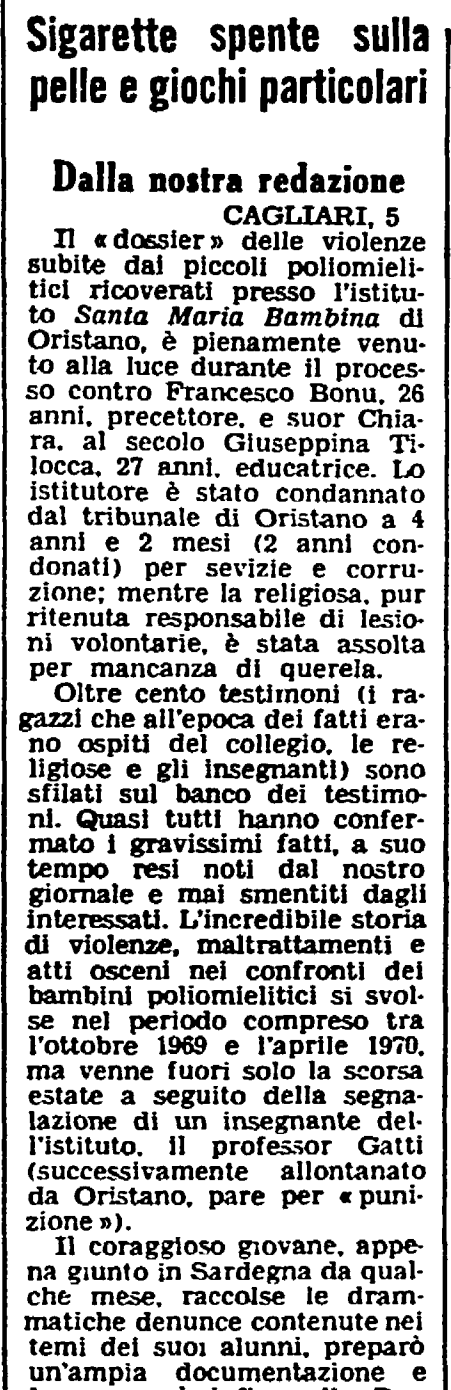 Sigarette spente sulla
pelle e giochi particolari
Dalla nostra redazione
CAGLIARI, 5
Il «dossier» delle violenze
subite dai piccoli poliomieli-
tici ricoverati presso l'istitu-
to Santa Maria Bambina di
Oristano, è pienamente venu-
to alla luce durante il proces-
so contro Francesco Bonu, 26
anni, precettore, e suor Chia-
ra, al secolo Giuseppina Ti-
locca, 27 anni, educatrice. Lo
istitutore è stato condannato
dal tribunale di Oristano a 4
anni e 2 mesi (2 anni con-
donati) per sevizie e corru-
zione; mentre la religiosa, pur
ritenuta responsabile di lesio-
ni volontarie, è stata assolta
per mancanza di querela.
Oltre cento testimoni (i ra-
gazzi che all'epoca dei fatti era-
no ospiti del collegio, le re-
ligiose e gli insegnanti) sono
sfilati sul banco dei testimo-
ni. Quasi tutti hanno confer-
mato i gravissimi fatti, a suo
tempo resi noti dal nostro
giornale e mai smentiti dagli
interessati. L'incredibile storia
di violenze, maltrattamenti e
atti osceni nei confronti dei
bambini poliomielitici si svol-
se nel periodo compreso tra
l'ottobre 1969 e l'aprile 1970,
ma venne fuori solo la scorsa
estate a seguito della segna-
lazione di un insegnante del-
l'istituto, il professor Gatti
(successivamente allontanato
da Oristano, pare per «puni-
zione»).
Il coraggioso giovane, appe-
na giunto in Sardegna da qual-
che mese, raccolse le dram-
matiche denunce contenute nei
temi dei suoi alunni, preparò
un'ampia documentazione e